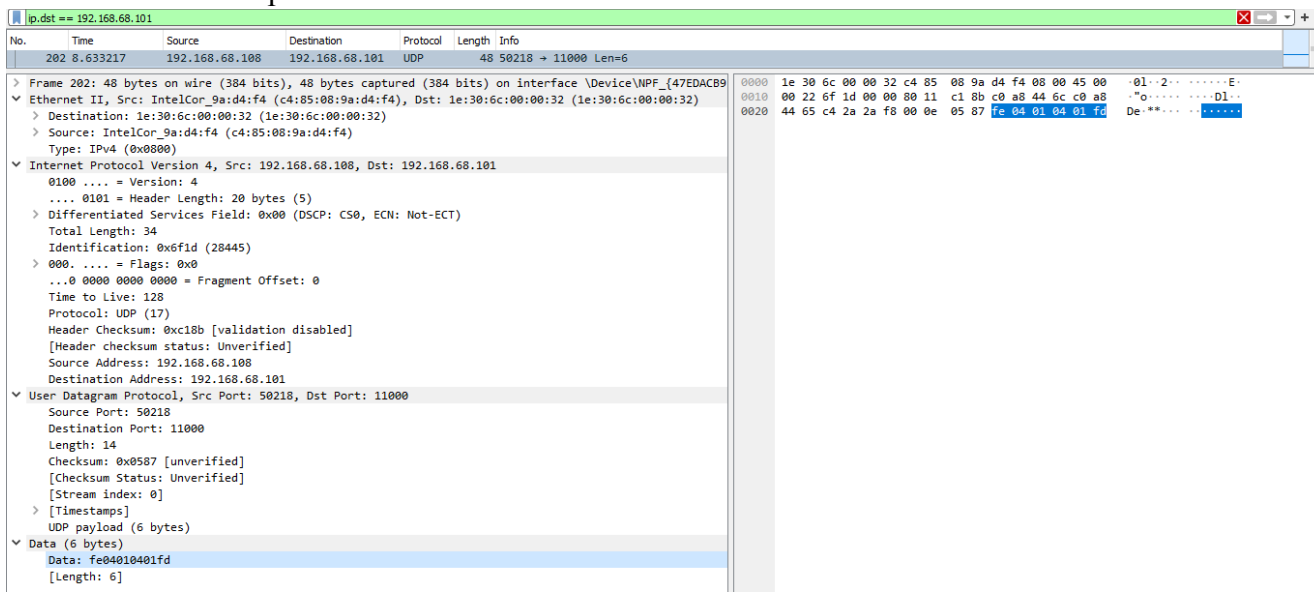 ip.dst == 192.168.68.101
No. Time Source Destination Protocol Length Info
202 8.633217 192.168.68.108 192.168.68.101 UDP 48 50218 → 11000 Len=6
> Frame 202: 48 bytes on wire (384 bits), 48 bytes captured (384 bits) on interface \Device\NPF_{47EDACB9
Ethernet II, Src: IntelCor_9a:d4:f4 (c4:85:08:9a:d4:f4), Dst: 1e:30:6c:00:00:32 (1e:30:6c:00:00:32)
> Destination: 1e:30:6c:00:00:32 (1e:30:6c:00:00:32)
> Source: IntelCor_9a:d4:f4 (c4:85:08:9a:d4:f4)
Type: IPv4 (0x0800)
Internet Protocol Version 4, Src: 192.168.68.108, Dst: 192.168.68.101
0100 .... = Version: 4
.... 0101 = Header Length: 20 bytes (5)
> Differentiated Services Field: 0x00 (DSCP: CS0, ECN: Not-ECT)
Total Length: 34
Identification: 0x6f1d (28445)
> 000. .... = Flags: 0x0
...0 0000 0000 0000 = Fragment Offset: 0
Time to Live: 128
Protocol: UDP (17)
Header Checksum: 0xc18b [validation disabled]
[Header checksum status: Unverified]
Source Address: 192.168.68.108
Destination Address: 192.168.68.101
User Datagram Protocol, Src Port: 50218, Dst Port: 11000
Source Port: 50218
Destination Port: 11000
Length: 14
Checksum: 0x0587 [unverified]
[Checksum Status: Unverified]
[Stream index: 0]
> [Timestamps]
UDP payload (6 bytes)
Data (6 bytes)
Data: fe04010401fd
[Length: 6]
0000 1e 30 6c 00 00 32 c4 85 08 9a d4 f4 08 00 45 00 ·0l··2·· ······E·
0010 00 22 6f 1d 00 00 80 11 c1 8b c0 a8 44 6c c0 a8 ·"o····· ····Dl··
0020 44 65 c4 2a 2a f8 00 0e 05 87 fe 04 01 04 01 fd De·**··· ········